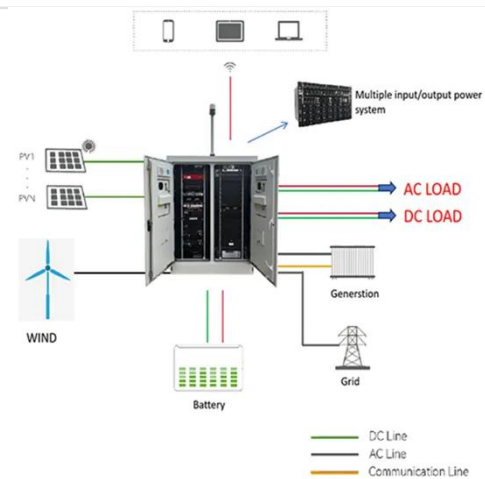 Multiple input/output power
system
PV1
PVN
AC LOAD
DC LOAD
WIND
Generstion
Grid
Battery
DC Line
AC Line
Communication Line